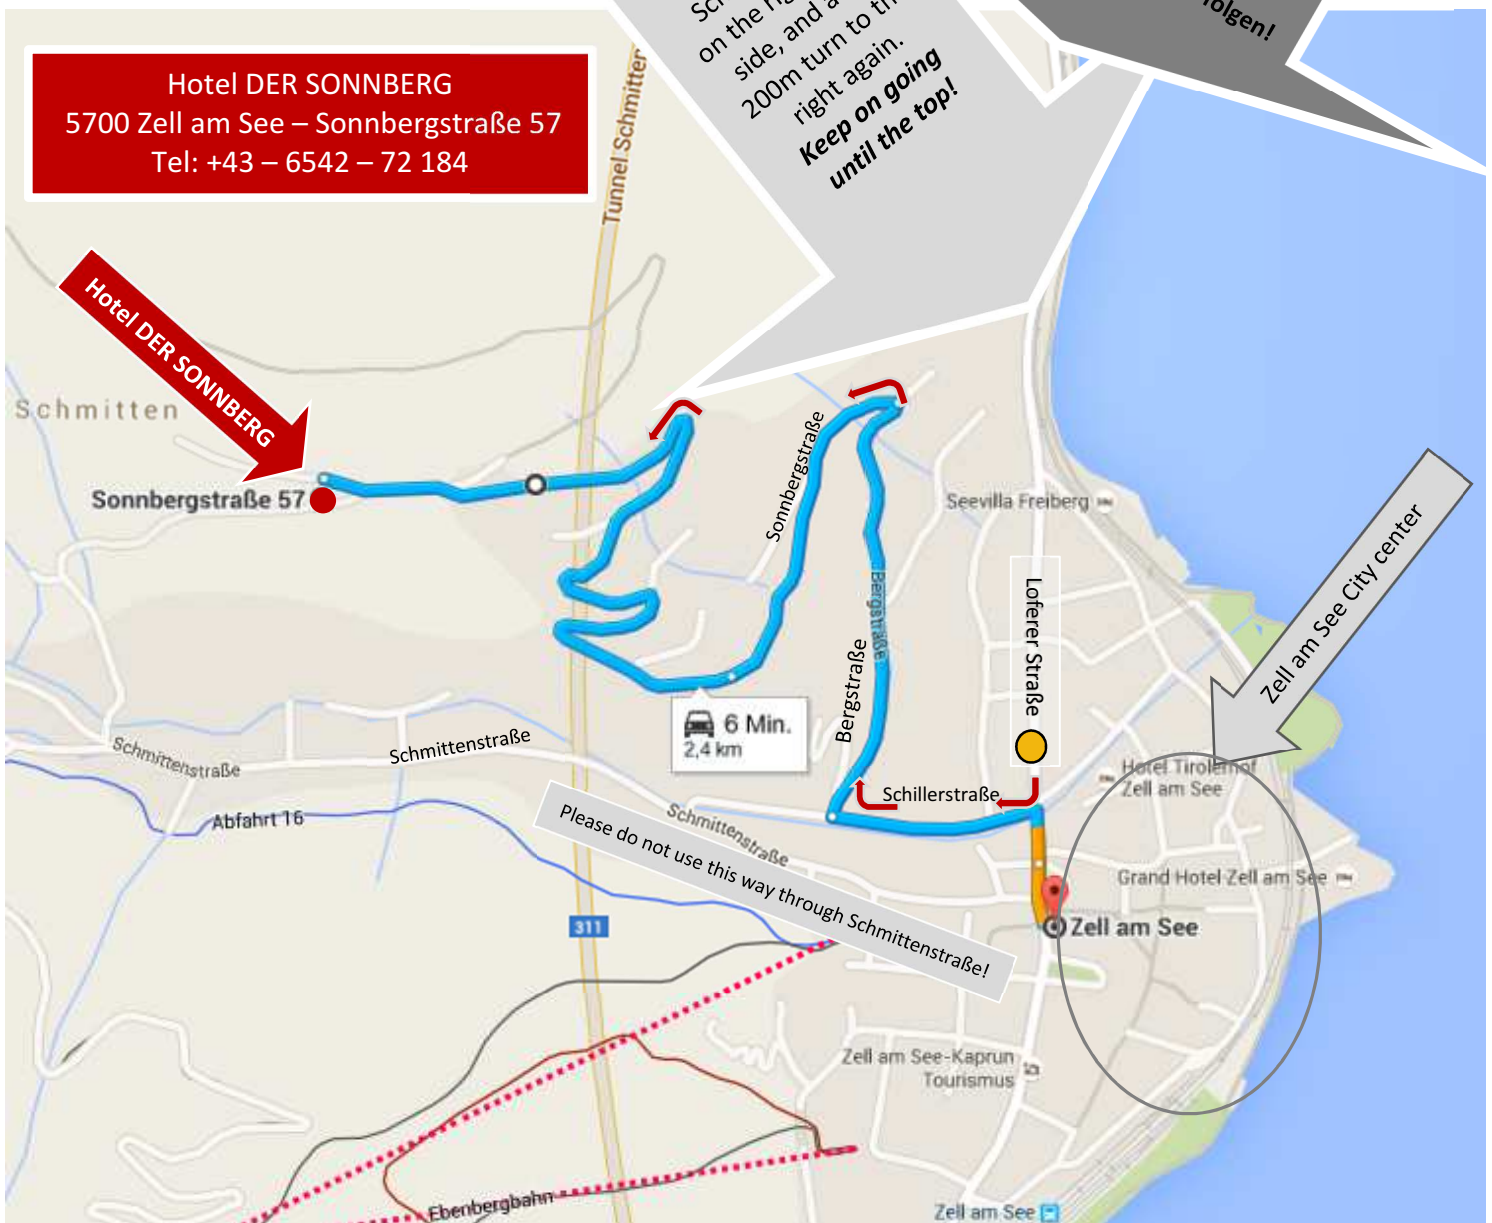 Hotel DER SONNBERG
5700 Zell am See – Sonnbergstraße 57
Tel: +43 – 6542 – 72 184
on the
side, and
200m turn to
right again.
Keep on going
until the top!
Tunnel Schmitten
Hotel DER SONNBERG
Schmitten
Sonnbergstraße 57
Sonnbergstraße
Seevilla Freiberg
Bergstraße
Bergstraße
Loferer Straße
Zell am See City center
6 Min.
2,4 km
Schmittenstraße
Schmittenstraße
Schillerstraße
Hotel Tirolerhof
Zell am See
Abfahrt 16
Schmittenstraße
Please do not use this way through Schmittenstraße!
Grand Hotel Zell am See
311
Zell am See
Zell am See-Kaprun
Tourismus
Ebenbergbahn
Zell am See